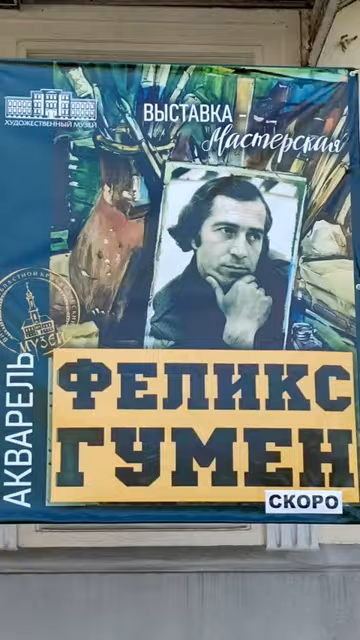 ХУДОЖЕСТВЕННЫЙ МУЗЕЙ
ВЫСТАВКА -
Мастерская
МУЗЕЙ
АКВАРЕЛЬ
ФЕЛИКС
ГУМЕН
СКОРО